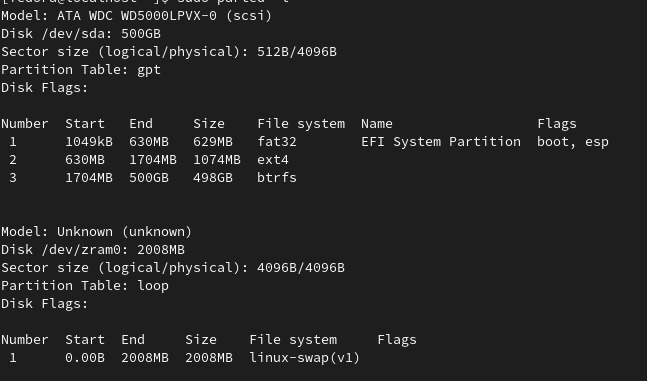 [fedora@localhost ~]$ sudo parted -l
Model: ATA WDC WD5000LPVX-0 (scsi)
Disk /dev/sda: 500GB
Sector size (logical/physical): 512B/4096B
Partition Table: gpt
Disk Flags:
Number  Start   End     Size    File system  Name                  Flags
 1      1049kB  630MB   629MB   fat32        EFI System Partition  boot, esp
 2      630MB   1704MB  1074MB  ext4
 3      1704MB  500GB   498GB   btrfs
Model: Unknown (unknown)
Disk /dev/zram0: 2008MB
Sector size (logical/physical): 4096B/4096B
Partition Table: loop
Disk Flags:
Number  Start  End     Size    File system     Flags
 1      0.00B  2008MB  2008MB  linux-swap(v1)